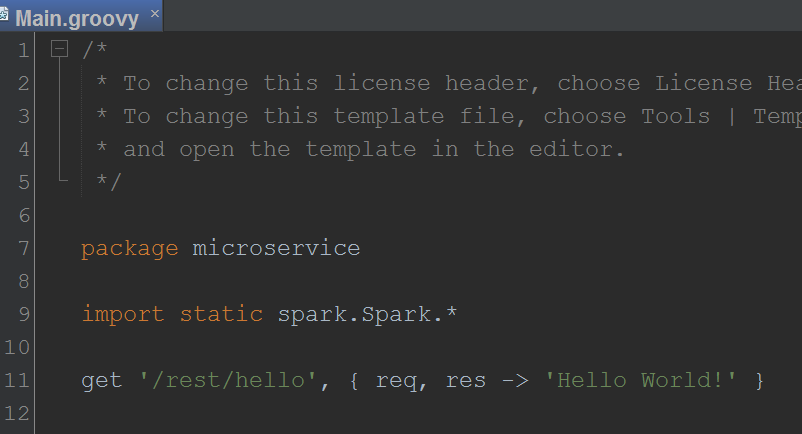 Main.groovy ×
1 /*
2 * To change this license header, choose License Hea
3 * To change this template file, choose Tools | Temp
4 * and open the template in the editor.
5 */
6
7 package microservice
8
9 import static spark.Spark.*
10
11 get '/rest/hello', { req, res -> 'Hello World!' }
12